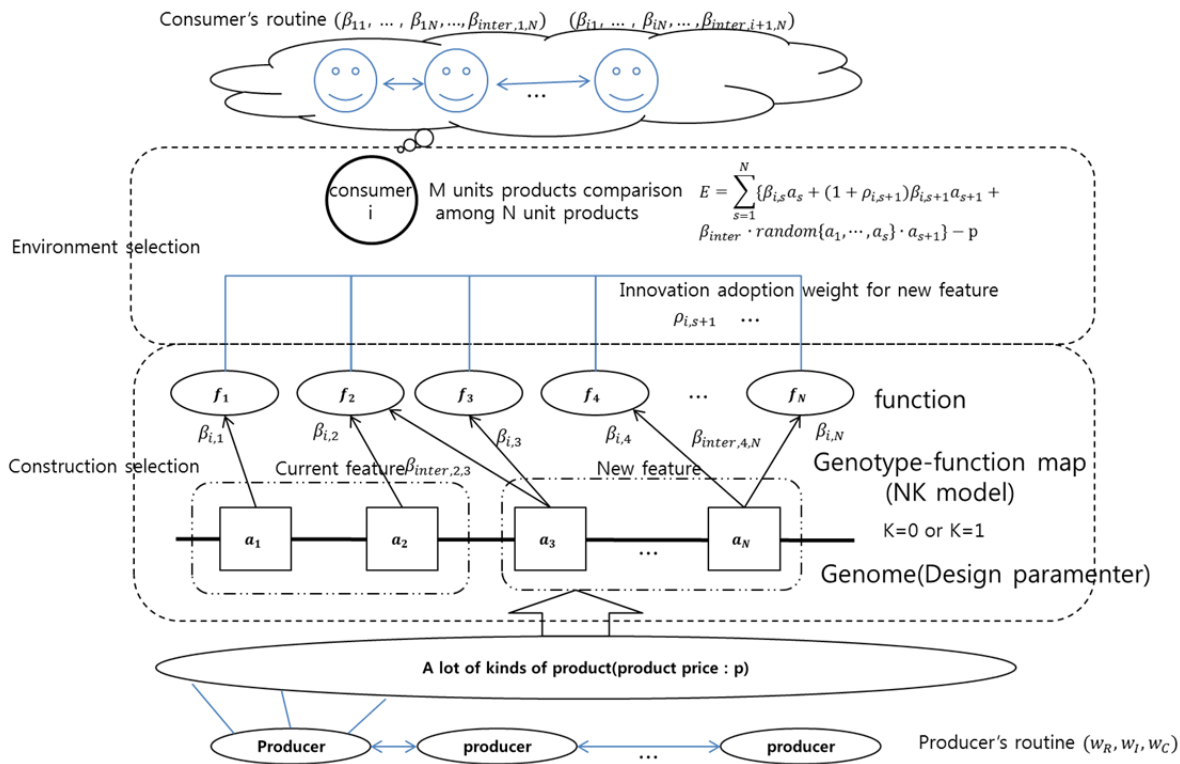 Consumer's routine (β₁₁, … , β₁N,…,βinter,1,N) (βi1, … , βiN,…,βinter,i+1,N)
...
consumer i
M units products comparison
among N unit products
E = ∑ s=1 N {βi,s as + (1 + ρi,s+1)βi,s+1 as+1 +
βinter · random{a₁,⋯,as} · as+1} − p
Environment selection
Innovation adoption weight for new feature
ρi,s+1 ⋯
f₁ f₂ f₃ f₄ ... fN
function
βi,1 βi,2 βi,3 βi,4 βinter,4,N βi,N
Construction selection
Current feature
βinter,2,3
New feature
Genotype-function map
(NK model)
a₁ a₂ a₃ ... aN
K=0 or K=1
Genome(Design paramenter)
A lot of kinds of product(product price : p)
Producer producer ... producer
Producer's routine (wR, wI, wC)